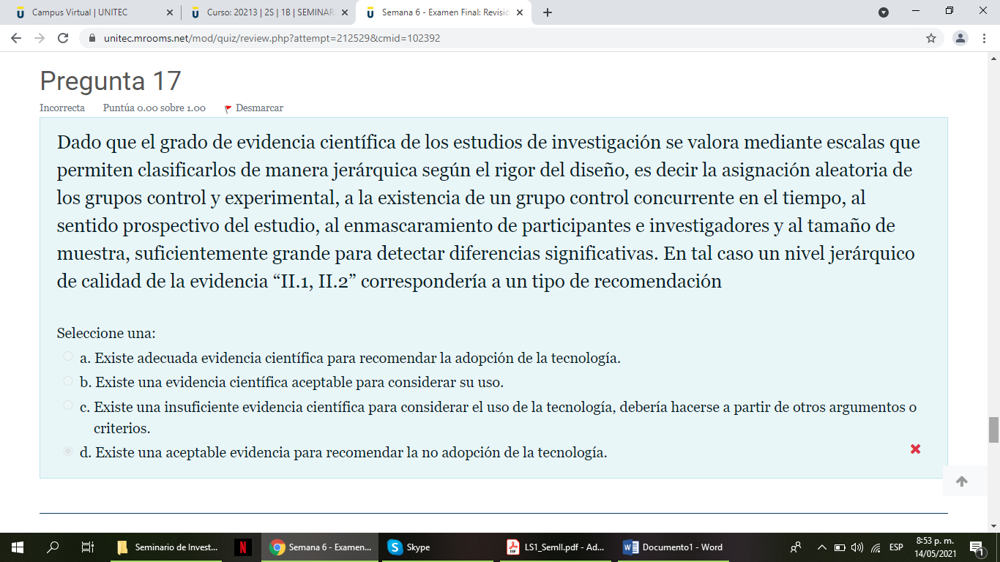 Campus Virtual | UNITEC
Curso: 20213 | 2S | 1B | SEMINAR
Semana 6 - Examen Final: Revisió
unitec.mrooms.net/mod/quiz/review.php?attempt=212529&cmid=102392
Pregunta 17
Incorrecta Puntúa 0.00 sobre 1.00 Desmarcar
Dado que el grado de evidencia científica de los estudios de investigación se valora mediante escalas que
permiten clasificarlos de manera jerárquica según el rigor del diseño, es decir la asignación aleatoria de
los grupos control y experimental, a la existencia de un grupo control concurrente en el tiempo, al
sentido prospectivo del estudio, al enmascaramiento de participantes e investigadores y al tamaño de
muestra, suficientemente grande para detectar diferencias significativas. En tal caso un nivel jerárquico
de calidad de la evidencia “II.1, II.2” correspondería a un tipo de recomendación
Seleccione una:
a. Existe adecuada evidencia científica para recomendar la adopción de la tecnología.
b. Existe una evidencia científica aceptable para considerar su uso.
c. Existe una insuficiente evidencia científica para considerar el uso de la tecnología, debería hacerse a partir de otros argumentos o
criterios.
d. Existe una aceptable evidencia para recomendar la no adopción de la tecnología.
Seminario de Invest...
N
Semana 6 - Examen...
Skype
LS1_SemII.pdf - Ad...
Documento1 - Word
ESP
8:53 p. m.
14/05/2021
1